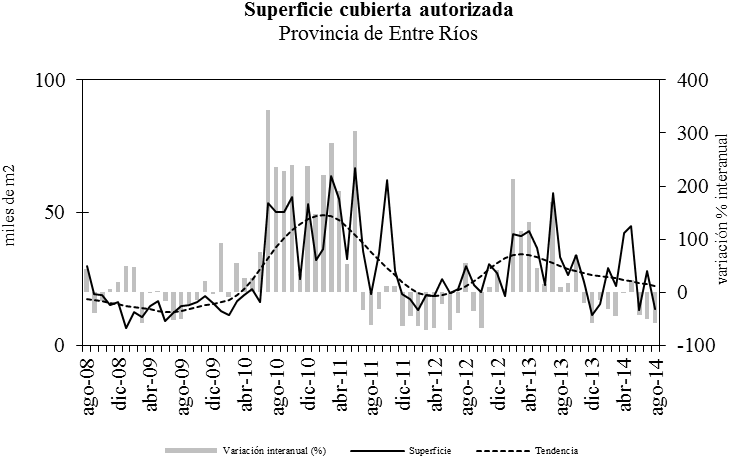 Superficie cubierta autorizada
Provincia de Entre Ríos
100
50
0
miles de m2
400
300
200
100
0
-100
variación % interanual
ago-08
dic-08
abr-09
ago-09
dic-09
abr-10
ago-10
dic-10
abr-11
ago-11
dic-11
abr-12
ago-12
dic-12
abr-13
ago-13
dic-13
abr-14
ago-14
Variación interanual (%)
Superficie
Tendencia